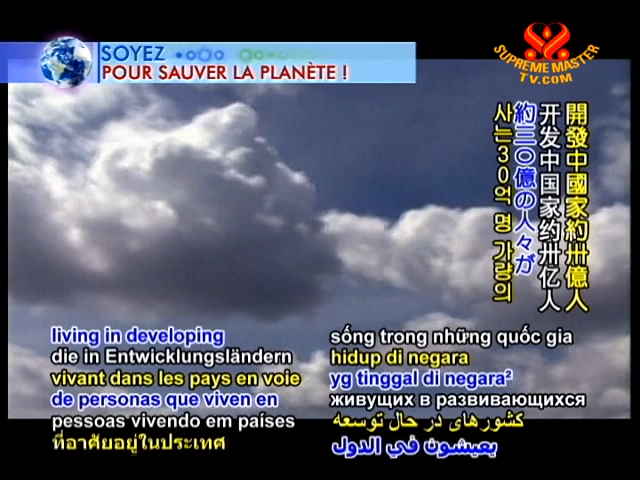 SOYEZ
POUR SAUVER LA PLANÈTE !
SUPREME MASTER
TV.COM
開發中國家約卅億人
开发中国家约卅亿人
約三〇億の人々が
사는30억 명 가량의
living in developing
die in Entwicklungsländern
vivant dans les pays en voie
de personas que viven en
pessoas vivendo em países
ที่อาศัยอยู่ในประเทศ
sống trong những quốc gia
hidup di negara
yg tinggal di negara²
живущих в развивающихся
کشورهای در حال توسعه
يعيشون في الدول